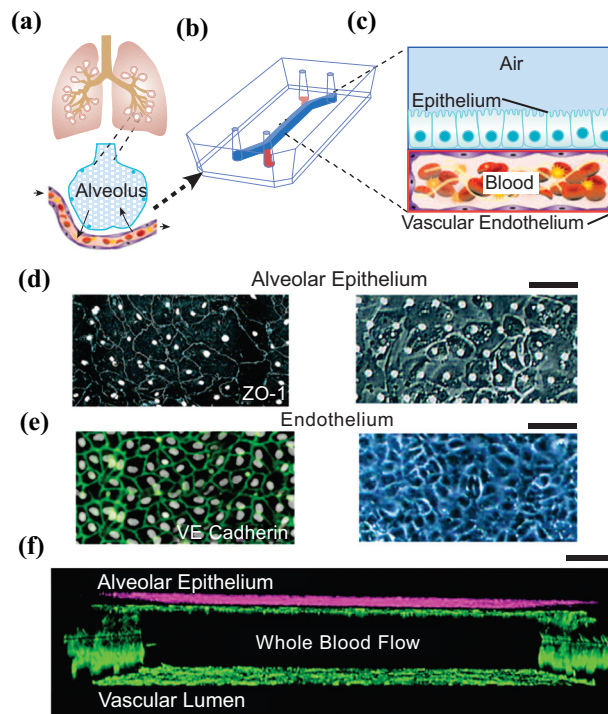 (a)
(b)
(c)
Alveolus
Air
Epithelium
Blood
Vascular Endothelium
(d)
Alveolar Epithelium
ZO-1
(e)
Endothelium
VE Cadherin
(f)
Alveolar Epithelium
Whole Blood Flow
Vascular Lumen